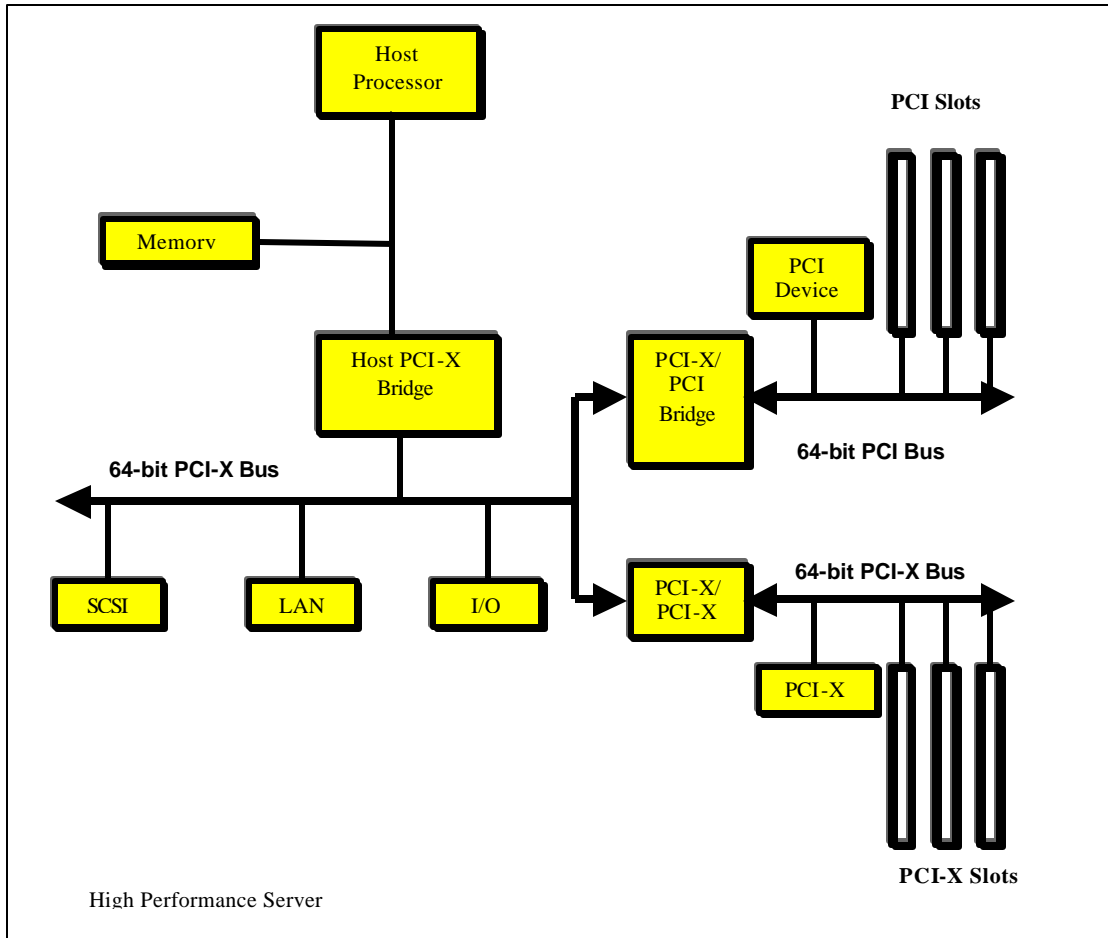 Host
Processor
PCI Slots
Memory
PCI
Device
Host PCI-X
Bridge
PCI-X/
PCI
Bridge
64-bit PCI Bus
64-bit PCI-X Bus
64-bit PCI-X Bus
SCSI
LAN
I/O
PCI-X/
PCI-X
PCI-X
PCI-X Slots
High Performance Server